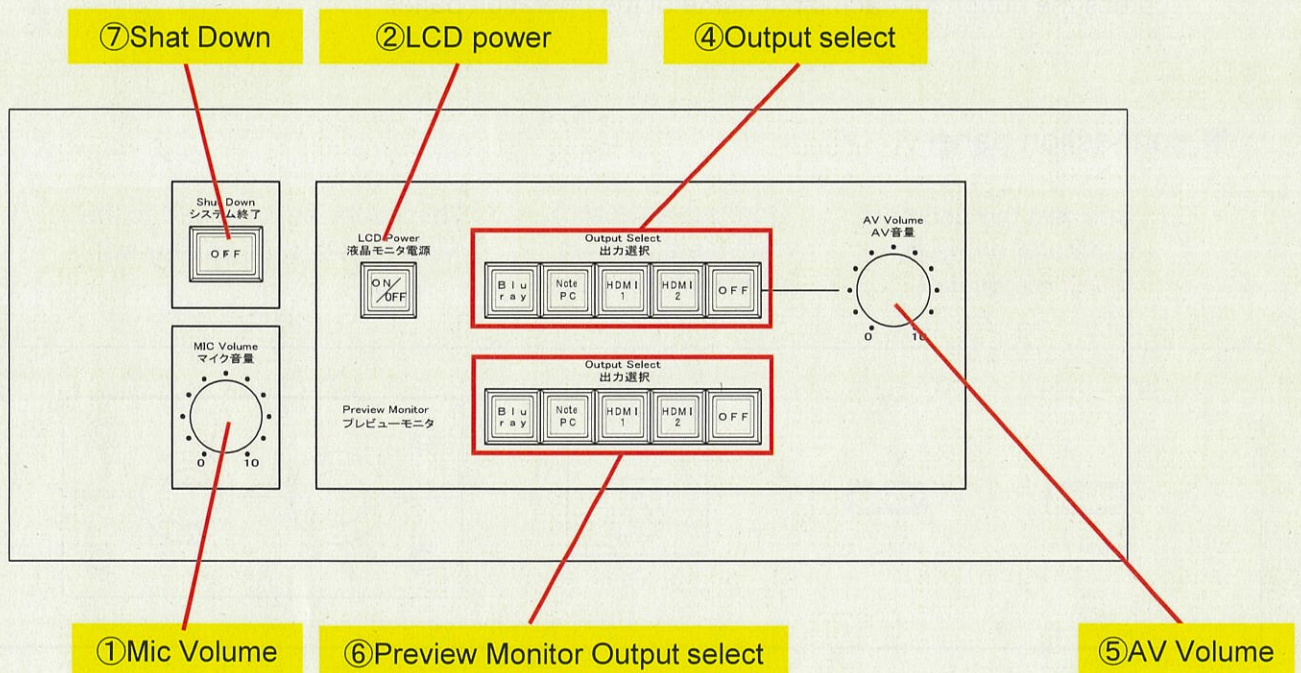 ⑦Shat Down
②LCD power
④Output select
Shut Down
システム終了
OFF
LCD Power
液晶モニタ電源
ON/OFF
Output Select
出力選択
Blu
ray
Note
PC
HDMI
1
HDMI
2
OFF
AV Volume
AV音量
0 10
MIC Volume
マイク音量
0 10
Preview Monitor
プレビューモニタ
Output Select
出力選択
Blu
ray
Note
PC
HDMI
1
HDMI
2
OFF
①Mic Volume
⑥Preview Monitor Output select
⑤AV Volume